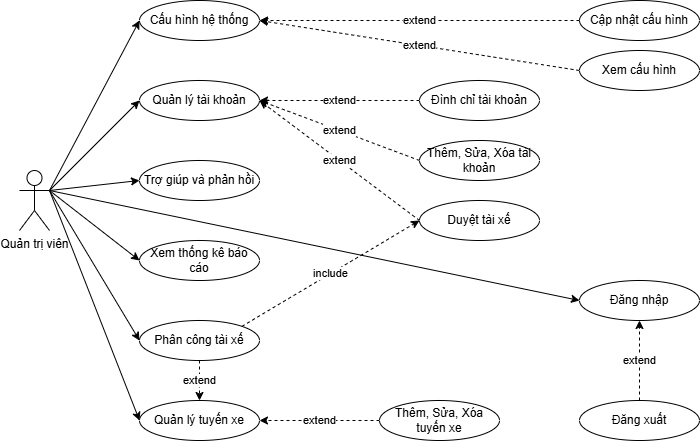 Cấu hình hệ thống
extend
Cập nhật cấu hình
extend
Xem cấu hình
Quản lý tài khoản
extend
Đình chỉ tài khoản
extend
Thêm, Sửa, Xóa tài
khoản
extend
Trợ giúp và phản hồi
Duyệt tài xế
Quản trị viên
Xem thống kê báo
cáo
include
Đăng nhập
Phân công tài xế
extend
extend
Quản lý tuyến xe
extend
Thêm, Sửa, Xóa
tuyến xe
Đăng xuất